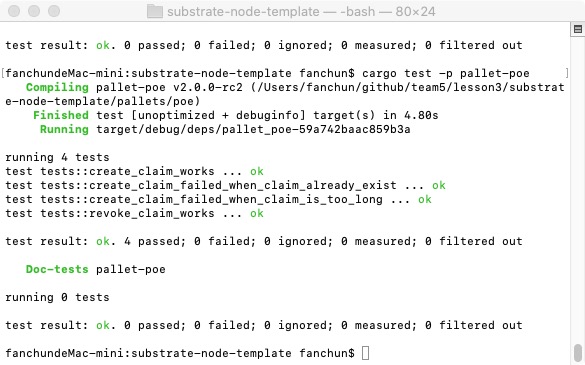 substrate-node-template — -bash — 80×24
test result: ok. 0 passed; 0 failed; 0 ignored; 0 measured; 0 filtered out
[fanchundeMac-mini:substrate-node-template fanchun$ cargo test -p pallet-poe ]
Compiling pallet-poe v2.0.0-rc2 (/Users/fanchun/github/team5/lesson3/substrat
e-node-template/pallets/poe)
Finished test [unoptimized + debuginfo] target(s) in 4.80s
Running target/debug/deps/pallet_poe-59a742baac859b3a
running 4 tests
test tests::create_claim_works ... ok
test tests::create_claim_failed_when_claim_already_exist ... ok
test tests::create_claim_failed_when_claim_is_too_long ... ok
test tests::revoke_claim_works ... ok
test result: ok. 4 passed; 0 failed; 0 ignored; 0 measured; 0 filtered out
Doc-tests pallet-poe
running 0 tests
test result: ok. 0 passed; 0 failed; 0 ignored; 0 measured; 0 filtered out
fanchundeMac-mini:substrate-node-template fanchun$